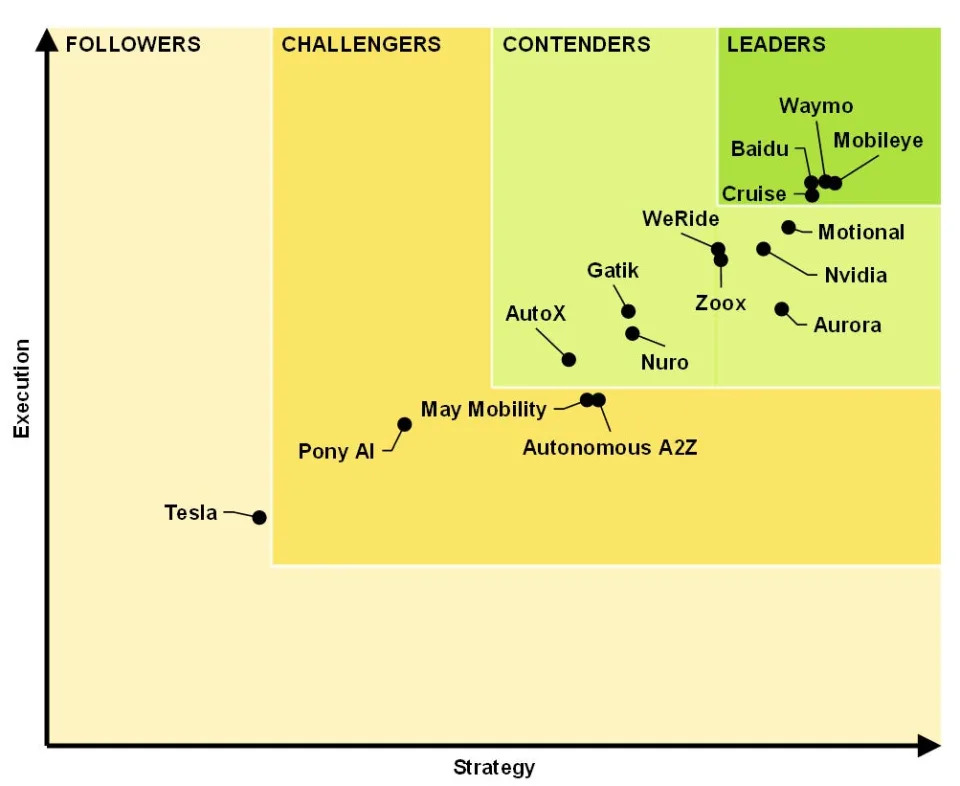 FOLLOWERS
CHALLENGERS
CONTENDERS
LEADERS
Waymo
Mobileye
Baidu
Cruise
WeRide
Motional
Gatik
Nvidia
Zoox
AutoX
Aurora
Nuro
May Mobility
Autonomous A2Z
Pony AI
Tesla
Execution
Strategy